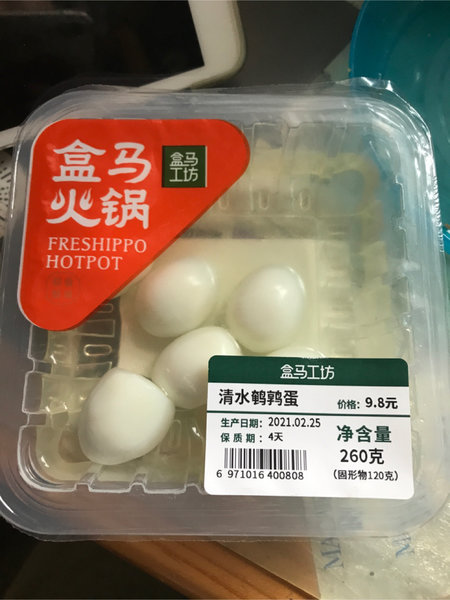 盒马
火锅
FRESHIPPO
HOTPOT
盒马
工坊
盒马工坊
清水鹌鹑蛋
价格: 9.8元
生产日期: 2021.02.25
保质期: 4天
净含量
260克
(固形物120克)
6 971016 400808
MA